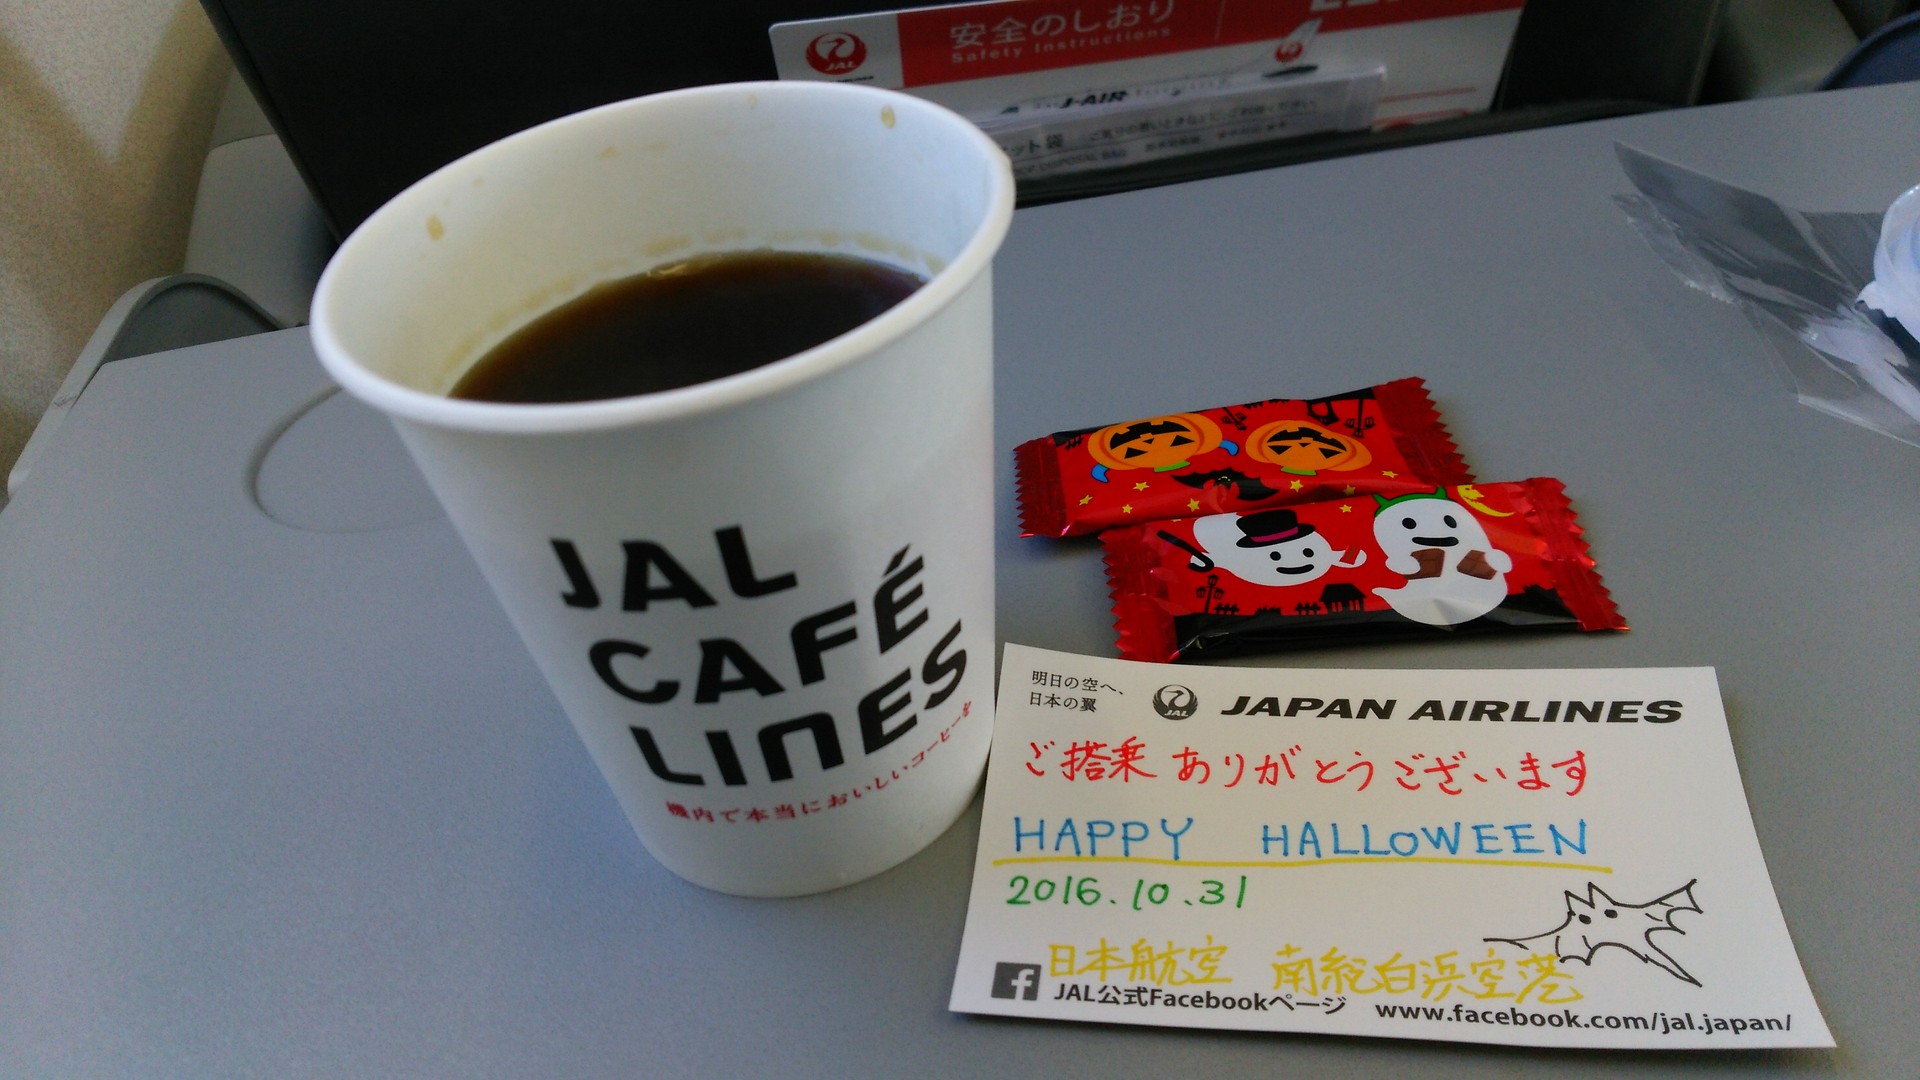 JAL
安全のしおり
Safety Instructions
J-AIR
JAL
CAFÉ
LINES
機内で本当においしいコーヒーを
明日の空へ、
日本の翼
JAL
JAPAN AIRLINES
ご搭乗 ありがとうございます
HAPPY HALLOWEEN
2016.10.31
日本航空 南紀白浜空港
JAL公式Facebookページ www.facebook.com/jal.japan/